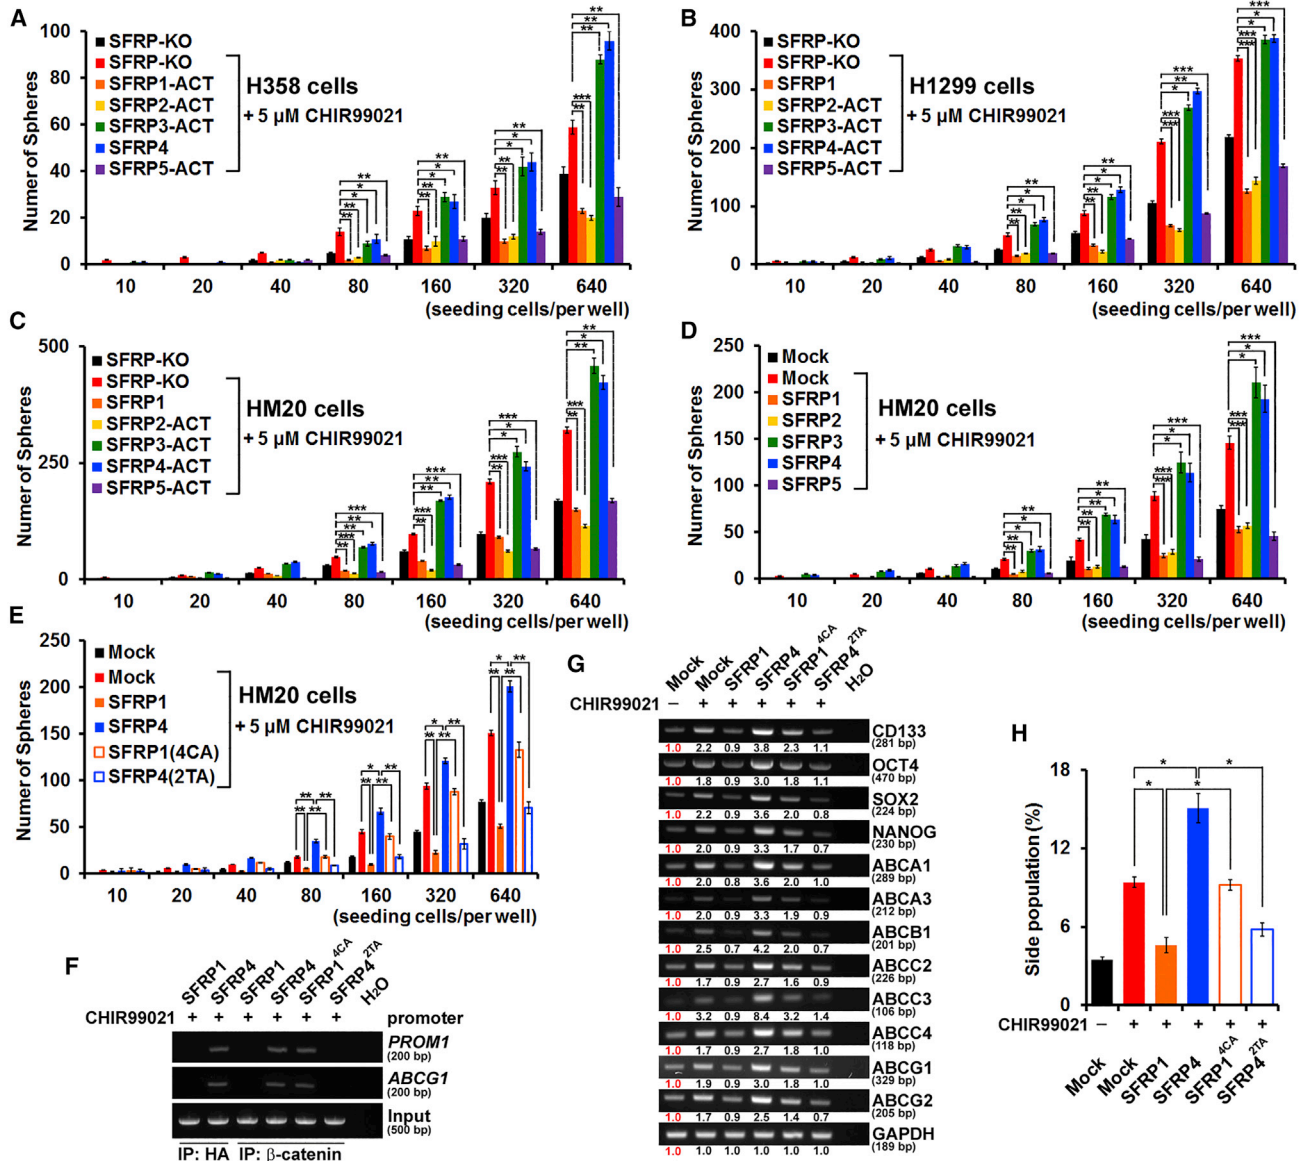 A
Numer of Spheres
100
80
60
40
20
0
SFRP-KO
SFRP-KO
SFRP1-ACT
SFRP2-ACT
SFRP3-ACT
SFRP4
SFRP5-ACT
H358 cells
+ 5 µM CHIR99021
10 20 40 80 160 320 640
(seeding cells/per well)
B
Numer of Spheres
400
300
200
100
0
SFRP-KO
SFRP-KO
SFRP1
SFRP2-ACT
SFRP3-ACT
SFRP4-ACT
SFRP5-ACT
H1299 cells
+ 5 µM CHIR99021
10 20 40 80 160 320 640
(seeding cells/per well)
C
Numer of Spheres
500
250
0
SFRP-KO
SFRP-KO
SFRP1
SFRP2-ACT
SFRP3-ACT
SFRP4-ACT
SFRP5-ACT
HM20 cells
+ 5 µM CHIR99021
10 20 40 80 160 320 640
(seeding cells/per well)
D
Numer of Spheres
250
200
150
100
50
0
Mock
Mock
SFRP1
SFRP2
SFRP3
SFRP4
SFRP5
HM20 cells
+ 5 µM CHIR99021
10 20 40 80 160 320 640
(seeding cells/per well)
E
Numer of Spheres
250
200
150
100
50
0
Mock
Mock
SFRP1
SFRP4
SFRP1(4CA)
SFRP4(2TA)
HM20 cells
+ 5 µM CHIR99021
10 20 40 80 160 320 640
(seeding cells/per well)
F
SFRP1 SFRP4 SFRP1 SFRP4 SFRP1 4CA SFRP4 2TA H2O
CHIR99021 + + + + + + promoter
PROM1
(200 bp)
ABCG1
(200 bp)
Input
(500 bp)
IP: HA IP: β-catenin
G
Mock Mock SFRP1 SFRP4 SFRP1 4CA SFRP4 2TA H2O
CHIR99021 − + + + + +
CD133
(281 bp)
1.0 2.2 0.9 3.8 2.3 1.1
OCT4
(470 bp)
1.0 1.8 0.9 3.0 1.8 1.1
SOX2
(224 bp)
1.0 2.2 0.9 3.6 2.0 0.8
NANOG
(230 bp)
1.0 2.0 0.9 3.3 1.7 0.7
ABCA1
(289 bp)
1.0 2.0 0.8 3.6 2.0 1.0
ABCA3
(212 bp)
1.0 2.0 0.9 3.3 1.9 0.9
ABCB1
(201 bp)
1.0 2.5 0.7 4.2 2.0 0.7
ABCC2
(226 bp)
1.0 1.7 0.9 2.7 1.6 0.9
ABCC3
(106 bp)
1.0 3.2 0.9 8.4 3.2 1.4
ABCC4
(118 bp)
1.0 1.7 0.9 2.7 1.8 1.0
ABCG1
(329 bp)
1.0 1.9 0.9 3.0 1.8 1.0
ABCG2
(205 bp)
1.0 1.7 0.9 2.5 1.4 0.7
GAPDH
(189 bp)
1.0 1.0 1.0 1.0 1.0 1.0
H
Side population (%)
18
12
6
0
CHIR99021 − + + + + +
Mock Mock SFRP1 SFRP4 SFRP1 4CA SFRP4 2TA